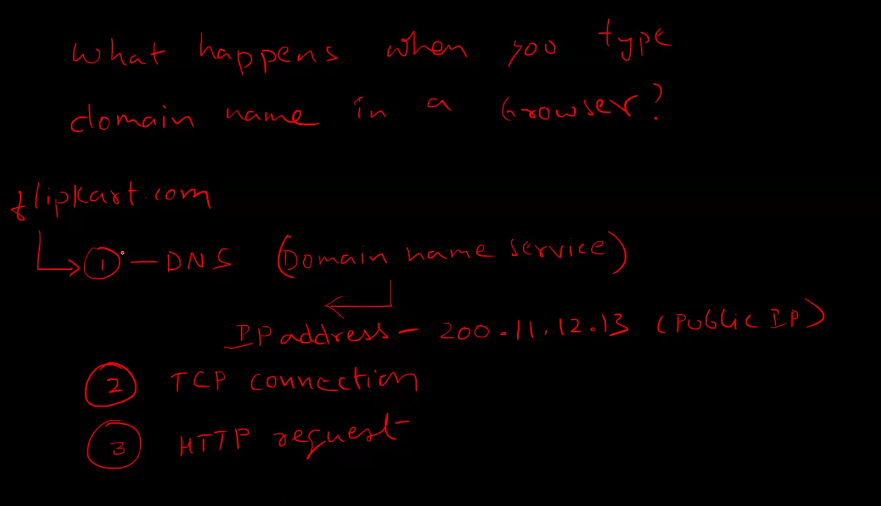 What happens when you type
domain name in a browser?
flipkart.com
1 — DNS (Domain name service)
IP address — 200.11.12.13 (Public IP)
2 TCP connection
3 HTTP request